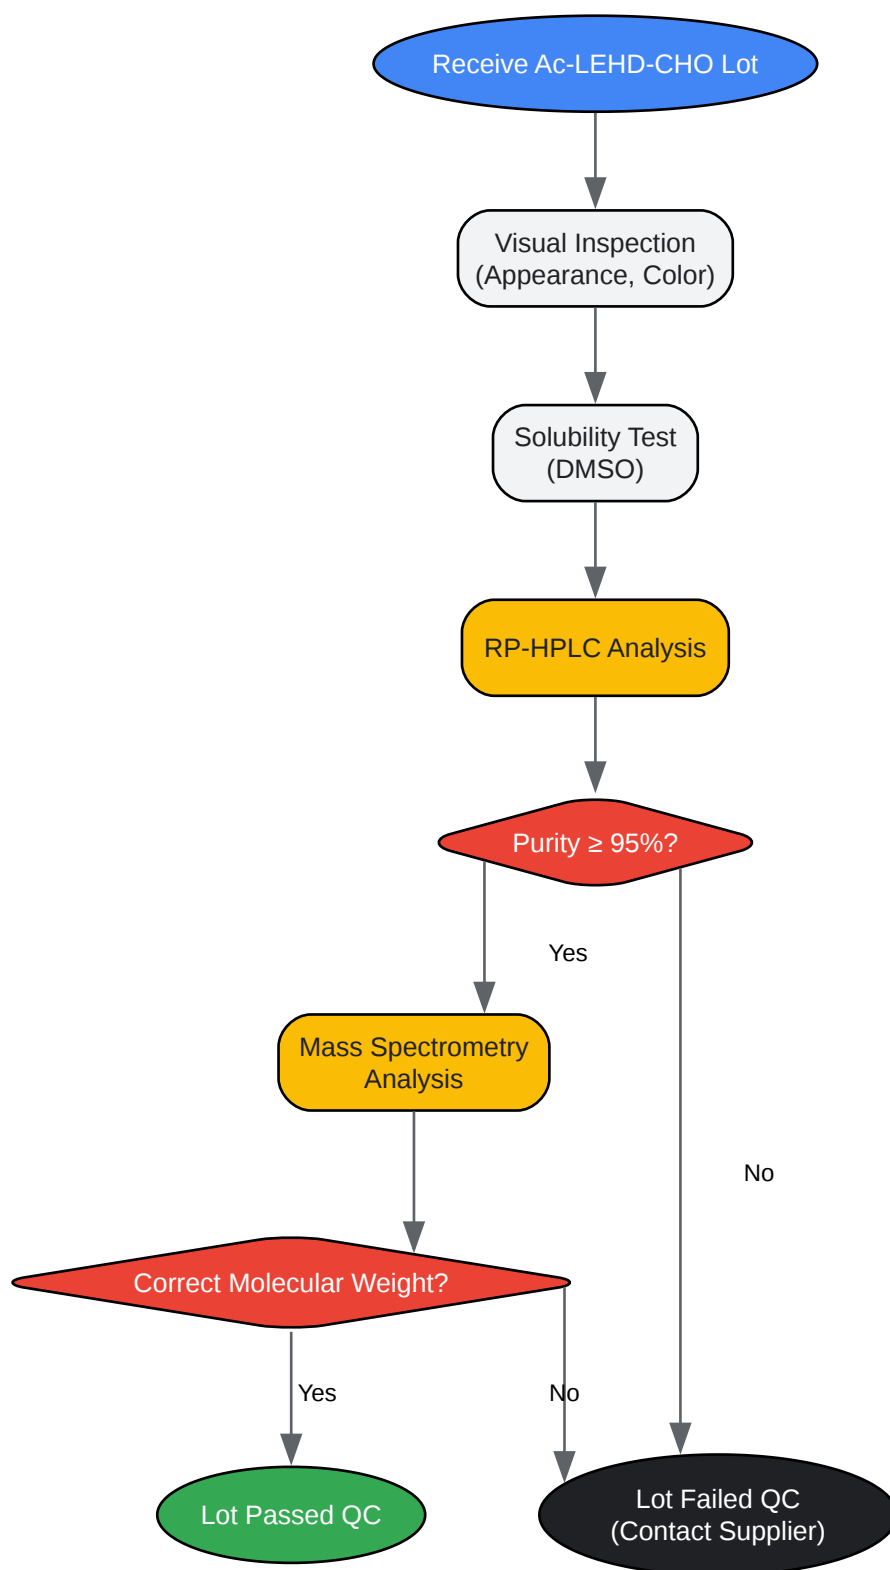 Receive Ac-LEHD-CHO Lot
Visual Inspection
(Appearance, Color)
Solubility Test
(DMSO)
RP-HPLC Analysis
Purity ≥ 95%?
Yes
Mass Spectrometry
Analysis
No
Correct Molecular Weight?
Yes
No
Lot Passed QC
Lot Failed QC
(Contact Supplier)